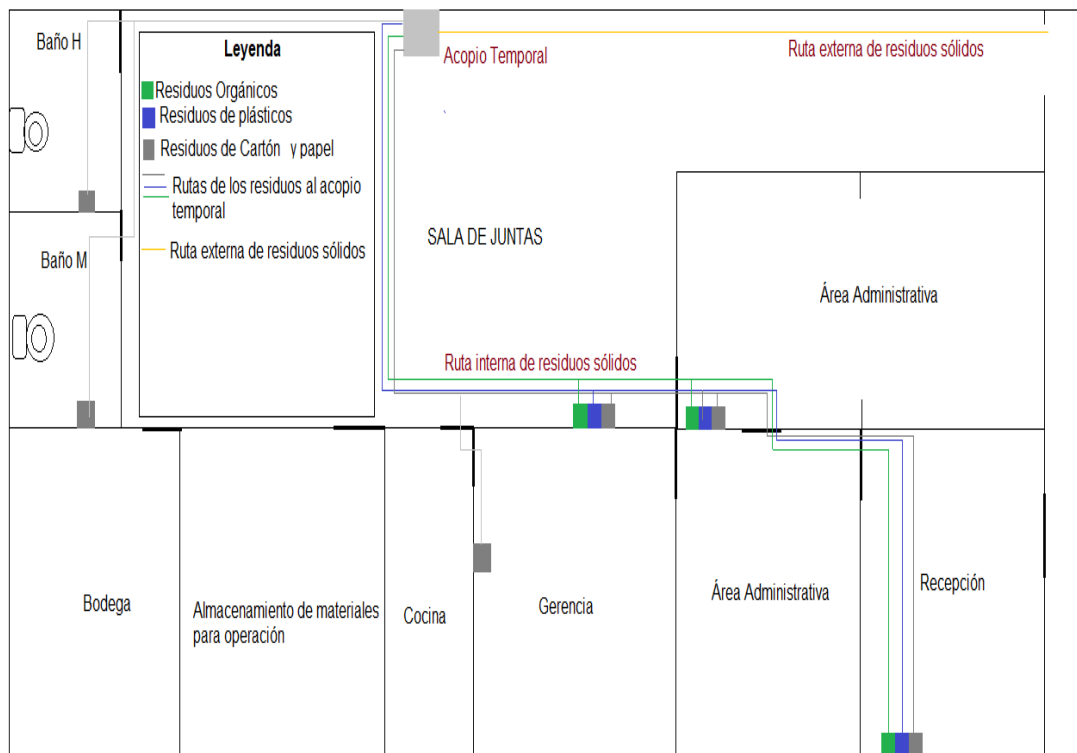 Baño H
Leyenda
Residuos Orgánicos
Residuos de plásticos
Residuos de Cartón y papel
Rutas de los residuos al acopio
temporal
Ruta externa de residuos sólidos
Acopio Temporal
Ruta externa de residuos sólidos
Baño M
SALA DE JUNTAS
Área Administrativa
Ruta interna de residuos sólidos
Bodega
Almacenamiento de materiales
para operación
Cocina
Gerencia
Área Administrativa
Recepción